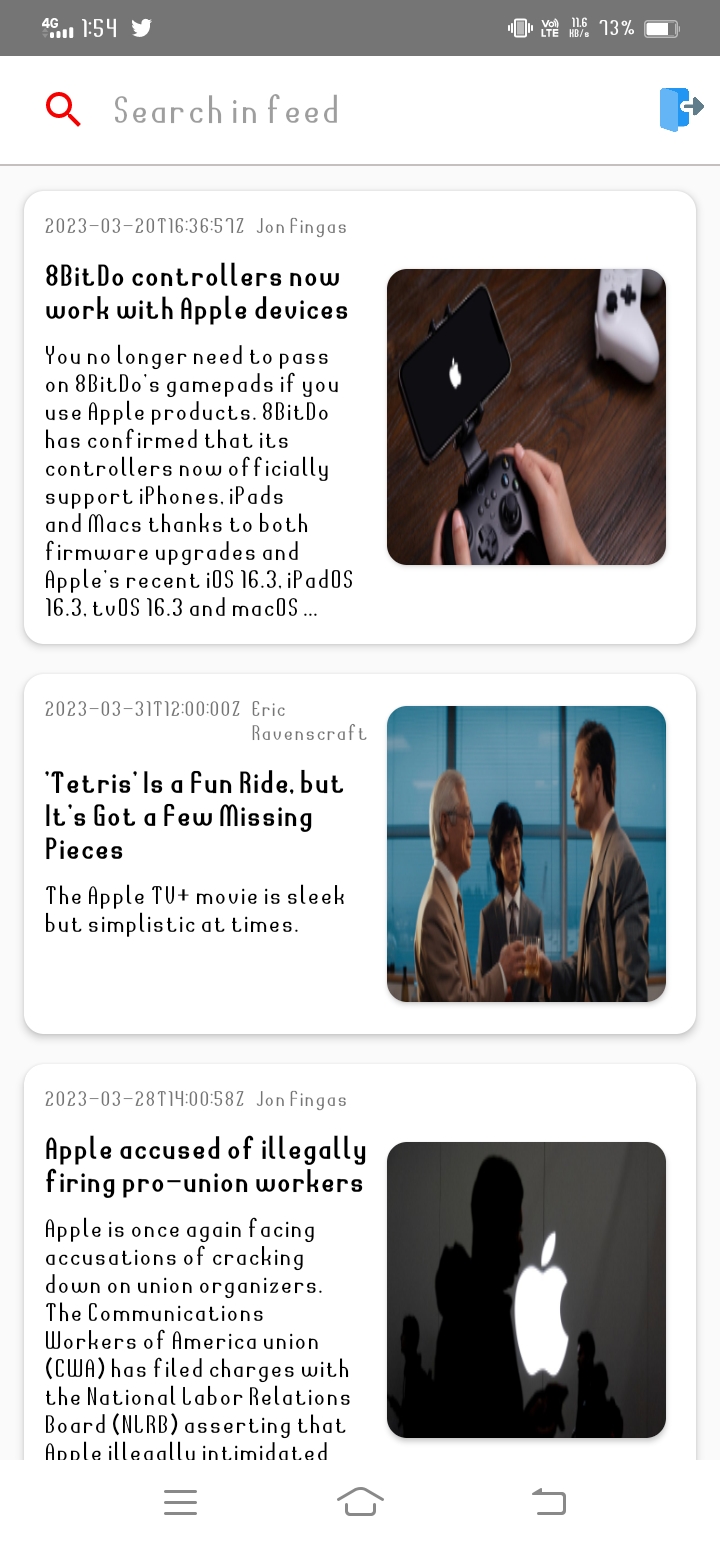 4G 1:54 Vo) LTE 11.6 KB/s 73%
Search in feed
2023-03-20T16:36:57Z Jon Fingas
8BitDo controllers now
work with Apple devices
You no longer need to pass
on 8BitDo's gamepads if you
use Apple products. 8BitDo
has confirmed that its
controllers now officially
support iPhones, iPads
and Macs thanks to both
firmware upgrades and
Apple's recent iOS 16.3, iPadOS
16.3, tvOS 16.3 and macOS ...
2023-03-31T12:00:00Z Eric
Ravenscraft
'Tetris' Is a Fun Ride, but
It's Got a Few Missing
Pieces
The Apple TV+ movie is sleek
but simplistic at times.
2023-03-28T14:00:58Z Jon Fingas
Apple accused of illegally
firing pro-union workers
Apple is once again facing
accusations of cracking
down on union organizers.
The Communications
Workers of America union
(CWA) has filed charges with
the National Labor Relations
Board (NLRB) asserting that
Apple illegally intimidated